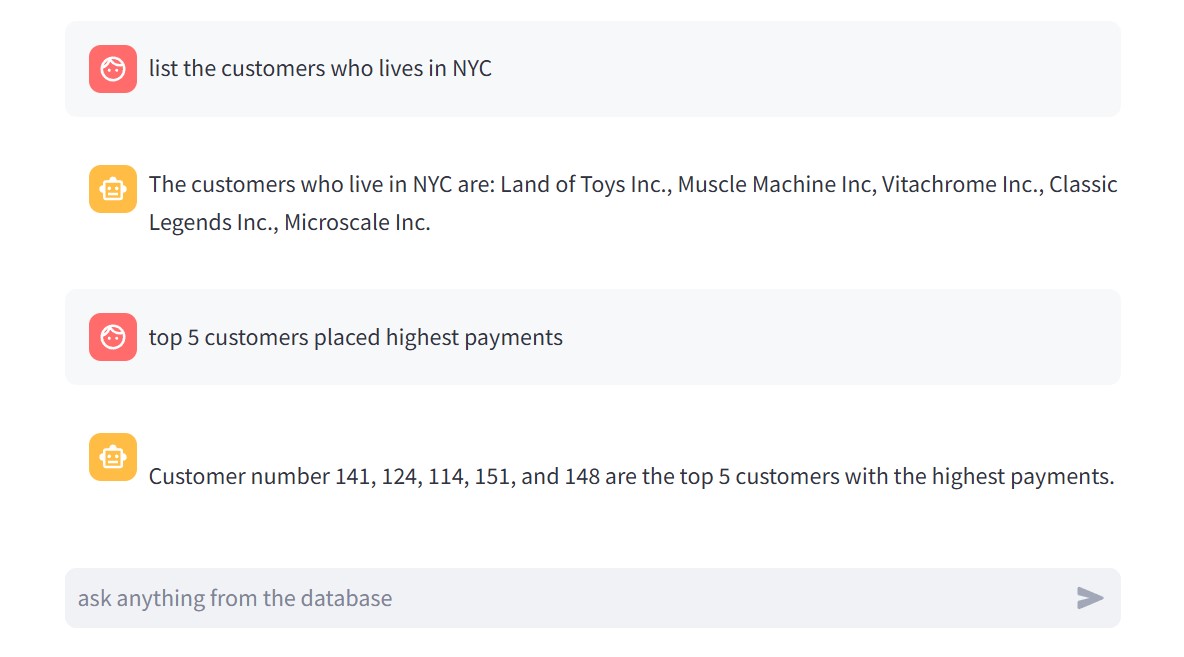 list the customers who lives in NYC
The customers who live in NYC are: Land of Toys Inc., Muscle Machine Inc, Vitachrome Inc., Classic
Legends Inc., Microscale Inc.
top 5 customers placed highest payments
Customer number 141, 124, 114, 151, and 148 are the top 5 customers with the highest payments.
ask anything from the database